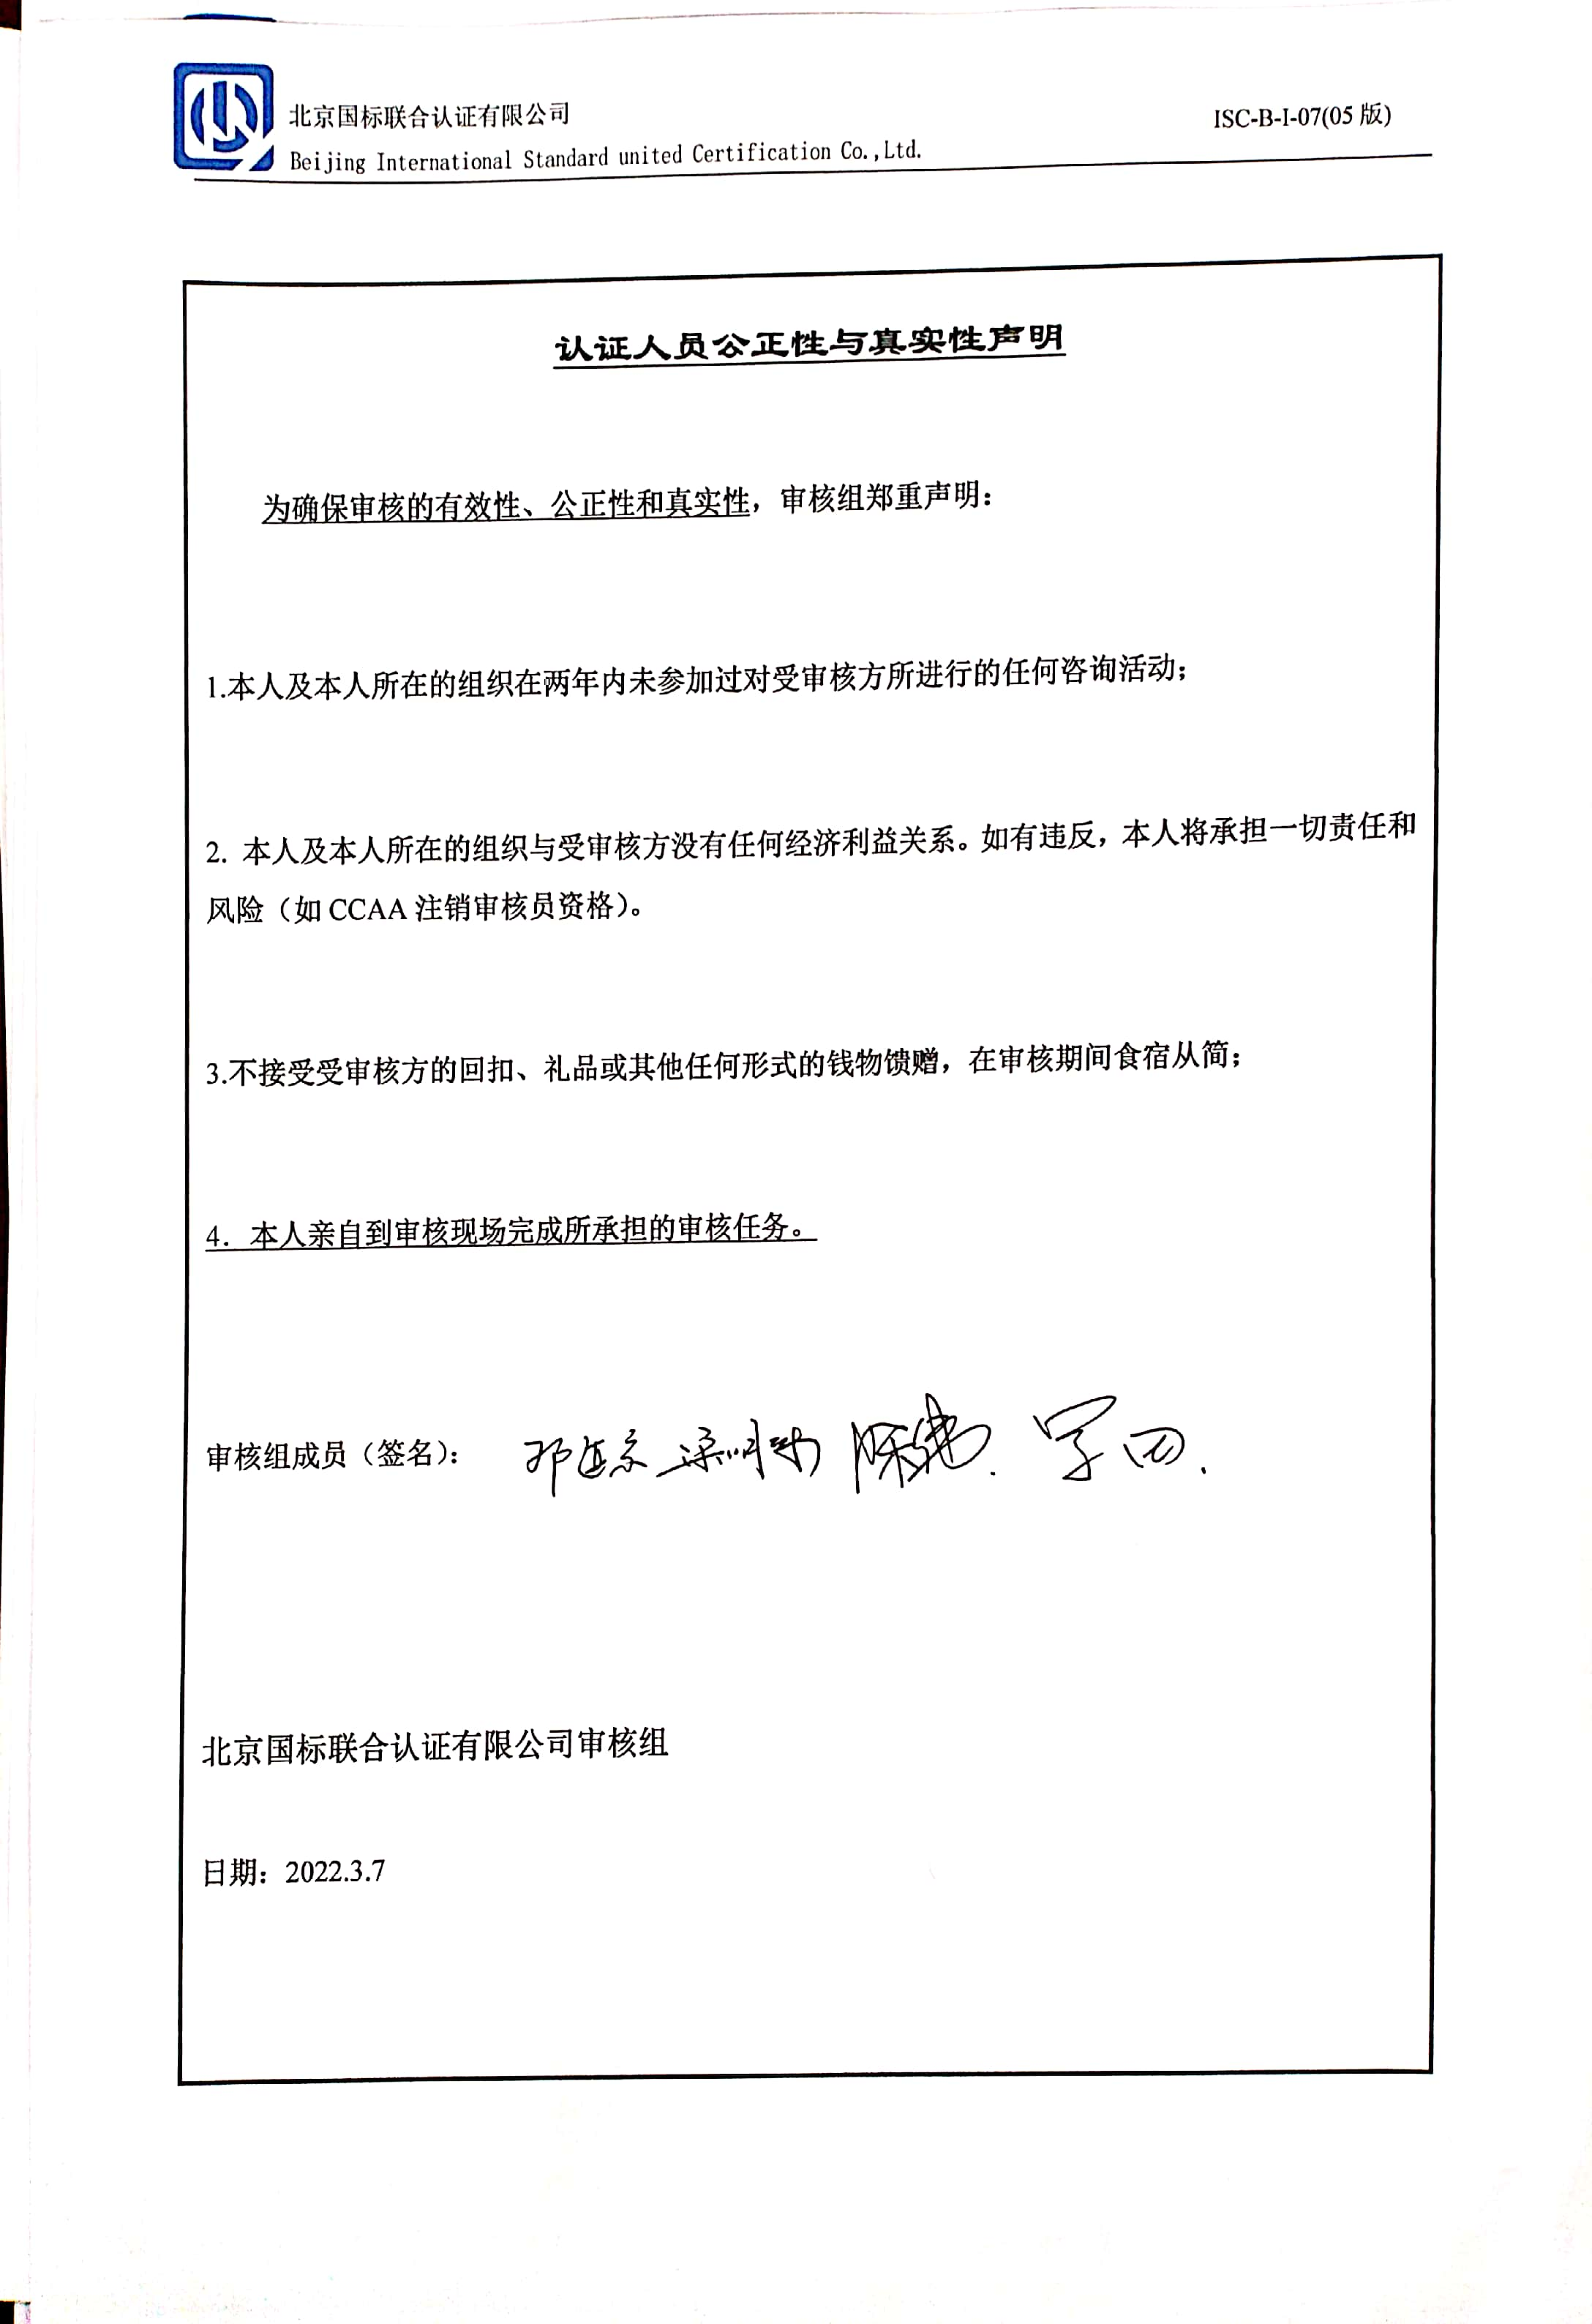 北京国标联合认证有限公司
ISC-B-I-07(05 版)
Beijing International Standard united Certification Co.,Ltd.
认证人员公正性与真实性声明
为确保审核的有效性、公正性和真实性，审核组郑重声明：
1.本人及本人所在的组织在两年内未参加过对受审核方所进行的任何咨询活动；
2. 本人及本人所在的组织与受审核方没有任何经济利益关系。如有违反，本人将承担一切责任和
风险（如 CCAA 注销审核员资格）。
3.不接受受审核方的回扣、礼品或其他任何形式的钱物馈赠，在审核期间食宿从简；
4．本人亲自到审核现场完成所承担的审核任务。
审核组成员（签名）：
北京国标联合认证有限公司审核组
日期：2022.3.7